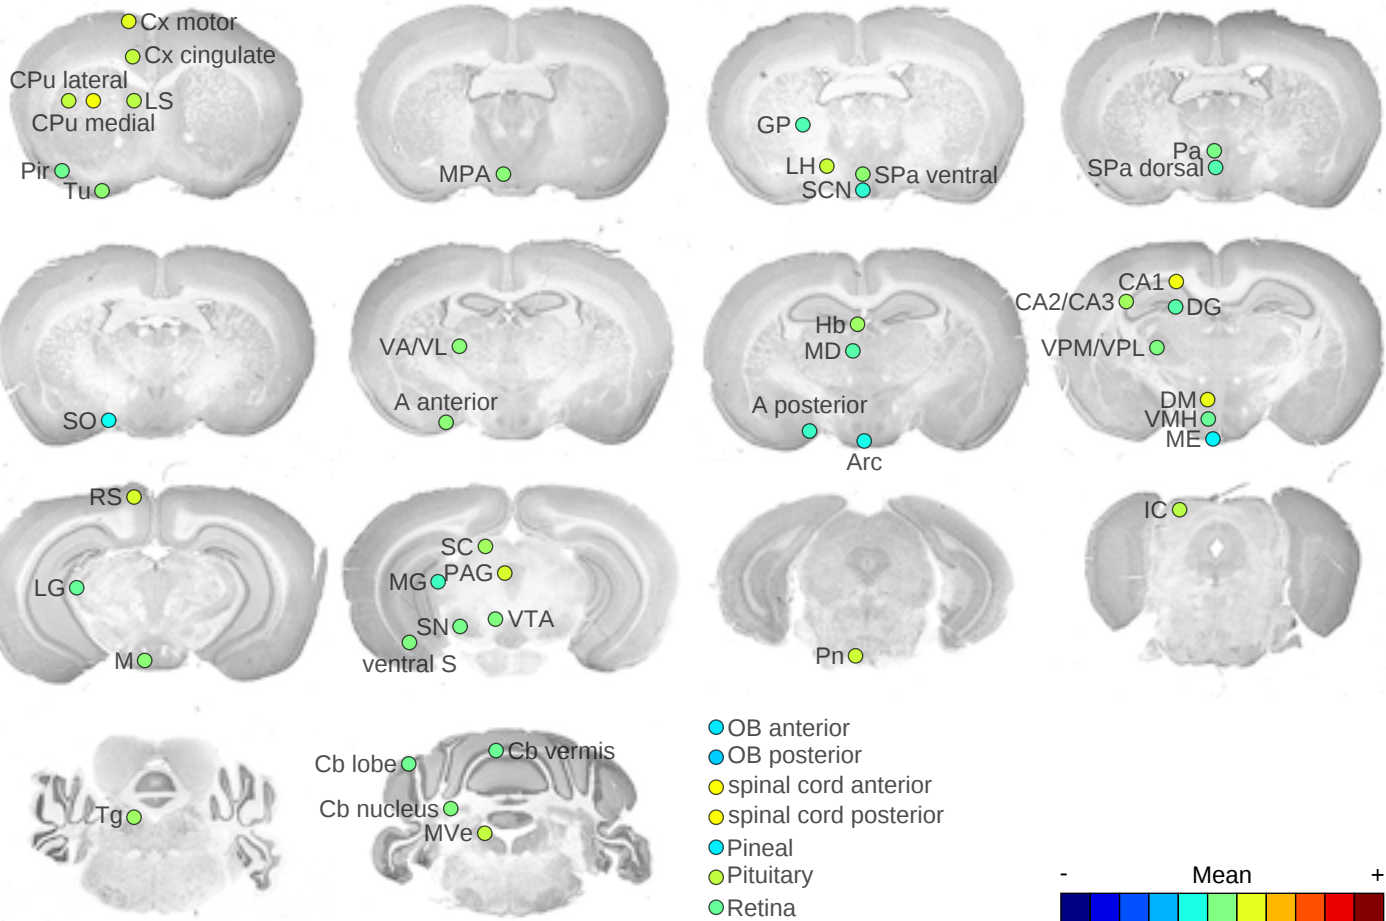 Cx motor
Cx cingulate
CPu lateral
LS
CPu medial
Pir
Tu
MPA
GP
LH
SPa ventral
SCN
Pa
SPa dorsal
SO
VA/VL
A anterior
Hb
MD
A posterior
Arc
CA1
CA2/CA3
DG
VPM/VPL
DM
VMH
ME
RS
LG
M
SC
MG
PAG
SN
VTA
ventral S
Pn
IC
Tg
Cb lobe
Cb vermis
Cb nucleus
MVe
OB anterior
OB posterior
spinal cord anterior
spinal cord posterior
Pineal
Pituitary
Retina
- Mean +